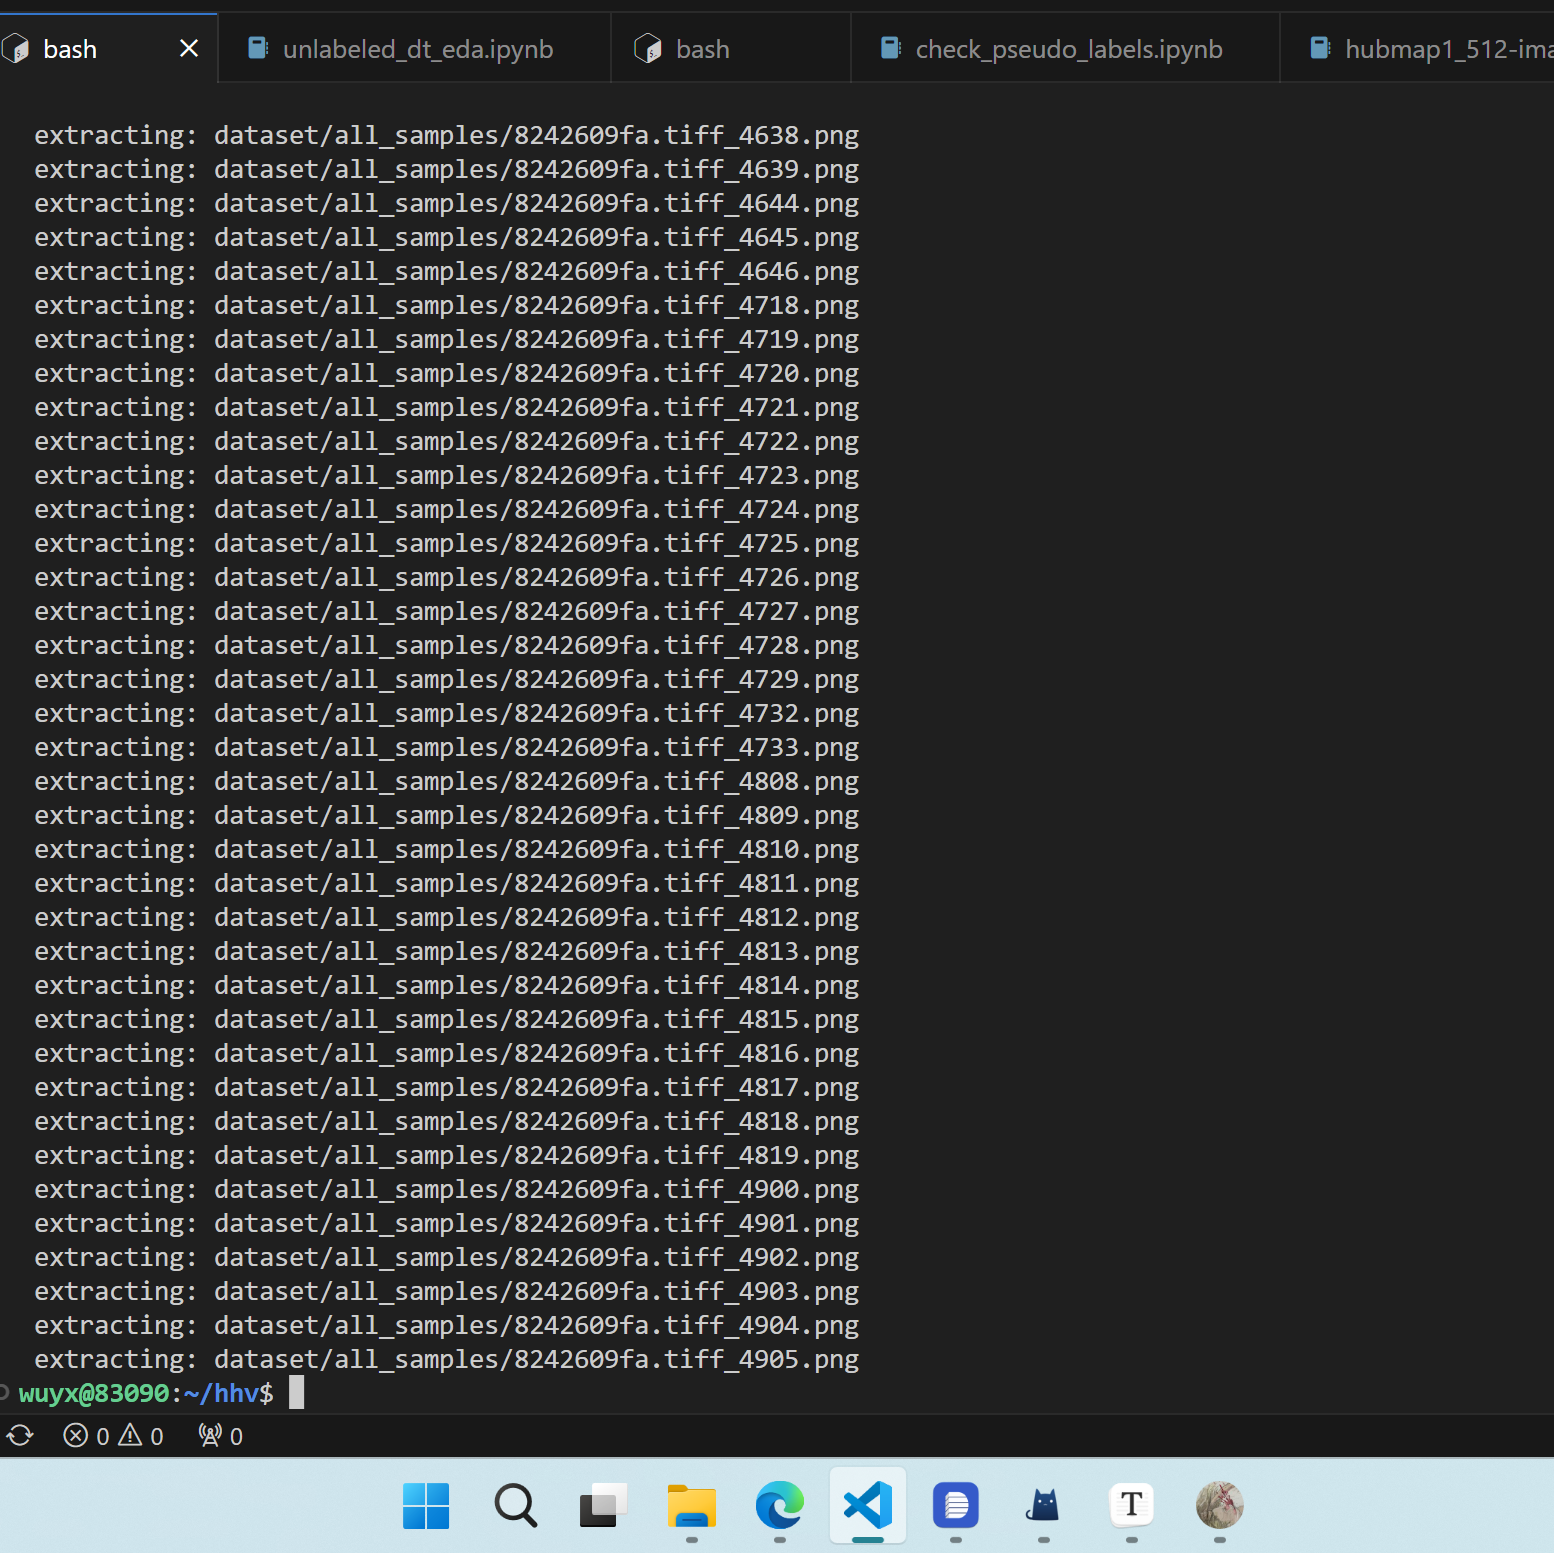 bash
unlabeled_dt_eda.ipynb
bash
check_pseudo_labels.ipynb
hubmap1_512-ima
extracting: dataset/all_samples/8242609fa.tiff_4638.png
extracting: dataset/all_samples/8242609fa.tiff_4639.png
extracting: dataset/all_samples/8242609fa.tiff_4644.png
extracting: dataset/all_samples/8242609fa.tiff_4645.png
extracting: dataset/all_samples/8242609fa.tiff_4646.png
extracting: dataset/all_samples/8242609fa.tiff_4718.png
extracting: dataset/all_samples/8242609fa.tiff_4719.png
extracting: dataset/all_samples/8242609fa.tiff_4720.png
extracting: dataset/all_samples/8242609fa.tiff_4721.png
extracting: dataset/all_samples/8242609fa.tiff_4722.png
extracting: dataset/all_samples/8242609fa.tiff_4723.png
extracting: dataset/all_samples/8242609fa.tiff_4724.png
extracting: dataset/all_samples/8242609fa.tiff_4725.png
extracting: dataset/all_samples/8242609fa.tiff_4726.png
extracting: dataset/all_samples/8242609fa.tiff_4727.png
extracting: dataset/all_samples/8242609fa.tiff_4728.png
extracting: dataset/all_samples/8242609fa.tiff_4729.png
extracting: dataset/all_samples/8242609fa.tiff_4732.png
extracting: dataset/all_samples/8242609fa.tiff_4733.png
extracting: dataset/all_samples/8242609fa.tiff_4808.png
extracting: dataset/all_samples/8242609fa.tiff_4809.png
extracting: dataset/all_samples/8242609fa.tiff_4810.png
extracting: dataset/all_samples/8242609fa.tiff_4811.png
extracting: dataset/all_samples/8242609fa.tiff_4812.png
extracting: dataset/all_samples/8242609fa.tiff_4813.png
extracting: dataset/all_samples/8242609fa.tiff_4814.png
extracting: dataset/all_samples/8242609fa.tiff_4815.png
extracting: dataset/all_samples/8242609fa.tiff_4816.png
extracting: dataset/all_samples/8242609fa.tiff_4817.png
extracting: dataset/all_samples/8242609fa.tiff_4818.png
extracting: dataset/all_samples/8242609fa.tiff_4819.png
extracting: dataset/all_samples/8242609fa.tiff_4900.png
extracting: dataset/all_samples/8242609fa.tiff_4901.png
extracting: dataset/all_samples/8242609fa.tiff_4902.png
extracting: dataset/all_samples/8242609fa.tiff_4903.png
extracting: dataset/all_samples/8242609fa.tiff_4904.png
extracting: dataset/all_samples/8242609fa.tiff_4905.png
wuyx@83090:~/hhv$
0 0 0
T